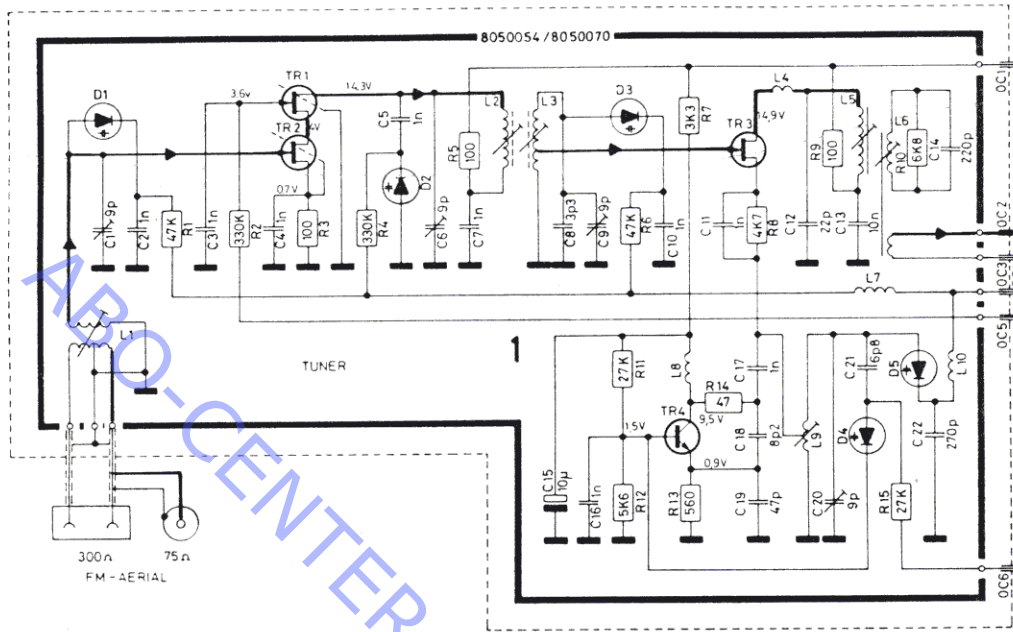 8050054/8050070
D1
TR1
3,6V
14,3V
TR2
4V
0,7V
C5
1n
D2
L2
L3
D3
R5
100
R7
3K3
TR3
14,9V
L4
L5
L6
R9
100
R10
6K8
C14
220p
0C1
C1
9p
C2
1n
47K
R1
C3
1n
330K
R2
C4
1n
100
R3
330K
R4
C6
9p
C7
1n
C8
3p3
C9
9p
47K
R6
C10
1n
C11
1n
4K7
R8
C12
22p
C13
10n
0C2
0C3
L7
0C5
L1
TUNER
1
27K
R11
L8
R14
47
C17
1n
C21
6p8
D5
L10
TR4
9,5V
1,5V
C18
8p2
L9
D4
C22
270p
0,9V
C15
10µ
C16
1n
5K6
R12
R13
560
C19
47p
C20
9p
R15
27K
0C6
300Ω
75Ω
FM-AERIAL
ABO-CENTER